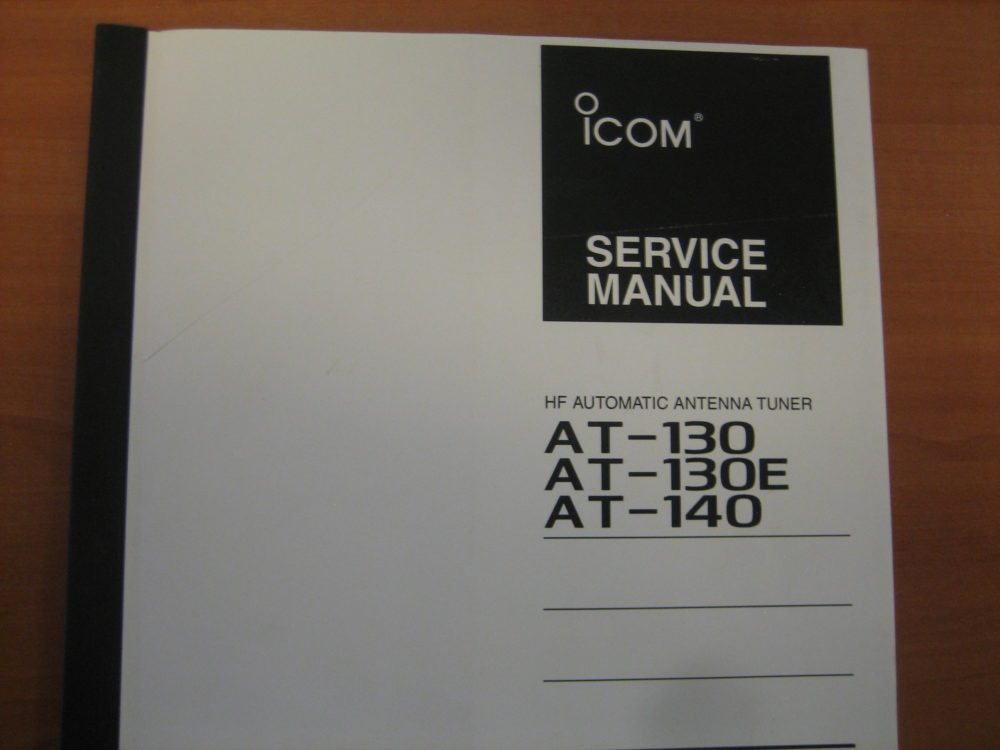 ICOM®
SERVICE
MANUAL
HF AUTOMATIC ANTENNA TUNER
AT-130
AT-130E
AT-140